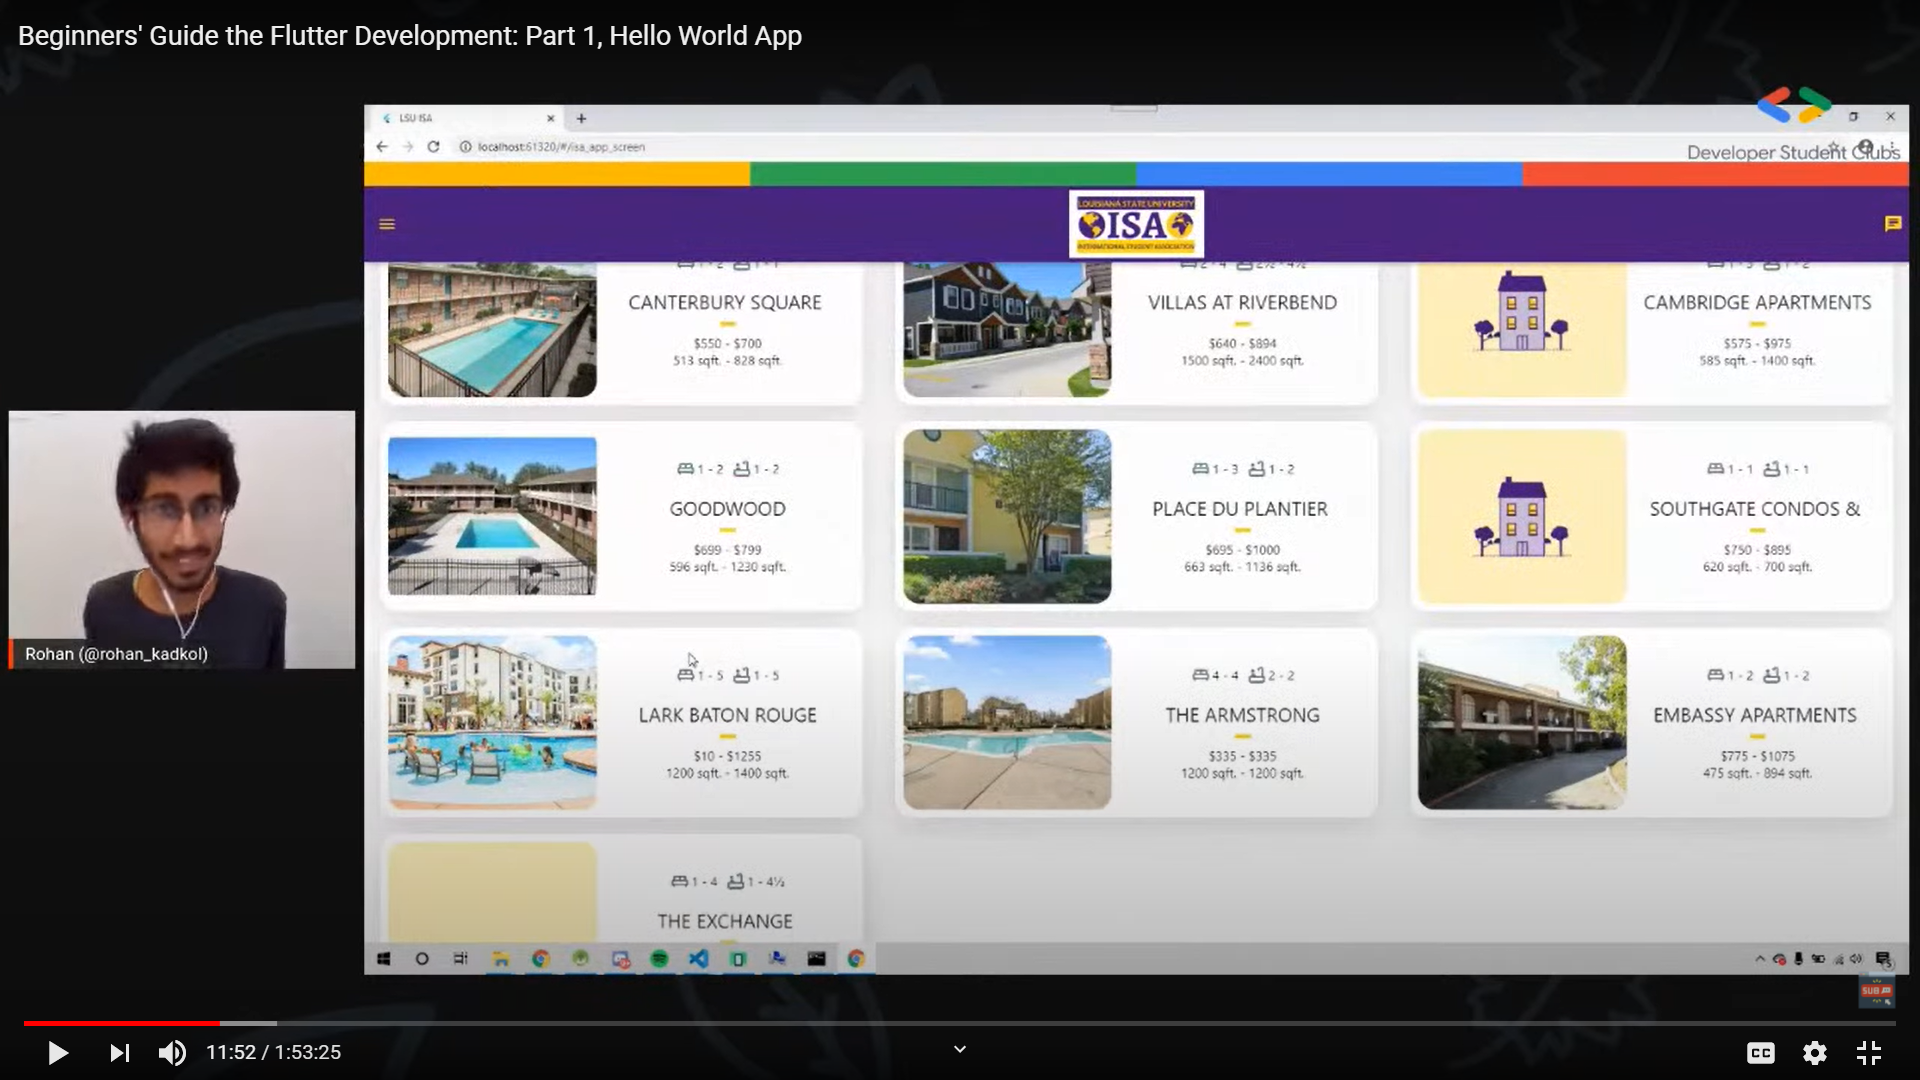 Beginners' Guide the Flutter Development: Part 1, Hello World App
LSU ISA
localhost:61320/#/isa_app_screen
Developer Student Clubs
LOUISIANA STATE UNIVERSITY
ISA
INTERNATIONAL STUDENT ASSOCIATION
CANTERBURY SQUARE
$550 - $700
513 sqft. - 828 sqft.
VILLAS AT RIVERBEND
$640 - $894
1500 sqft. - 2400 sqft.
CAMBRIDGE APARTMENTS
$575 - $975
585 sqft. - 1400 sqft.
1 - 2 1 - 2
GOODWOOD
$699 - $799
596 sqft. - 1230 sqft.
1 - 3 1 - 2
PLACE DU PLANTIER
$695 - $1000
663 sqft. - 1136 sqft.
1 - 1 1 - 1
SOUTHGATE CONDOS &
$750 - $895
620 sqft. - 700 sqft.
Rohan (@rohan_kadkol)
1 - 5 1 - 5
LARK BATON ROUGE
$10 - $1255
1200 sqft. - 1400 sqft.
4 - 4 2 - 2
THE ARMSTRONG
$335 - $335
1200 sqft. - 1200 sqft.
1 - 2 1 - 2
EMBASSY APARTMENTS
$775 - $1075
475 sqft. - 894 sqft.
1 - 4 1 - 4½
THE EXCHANGE
SUB
11:52 / 1:53:25
CC